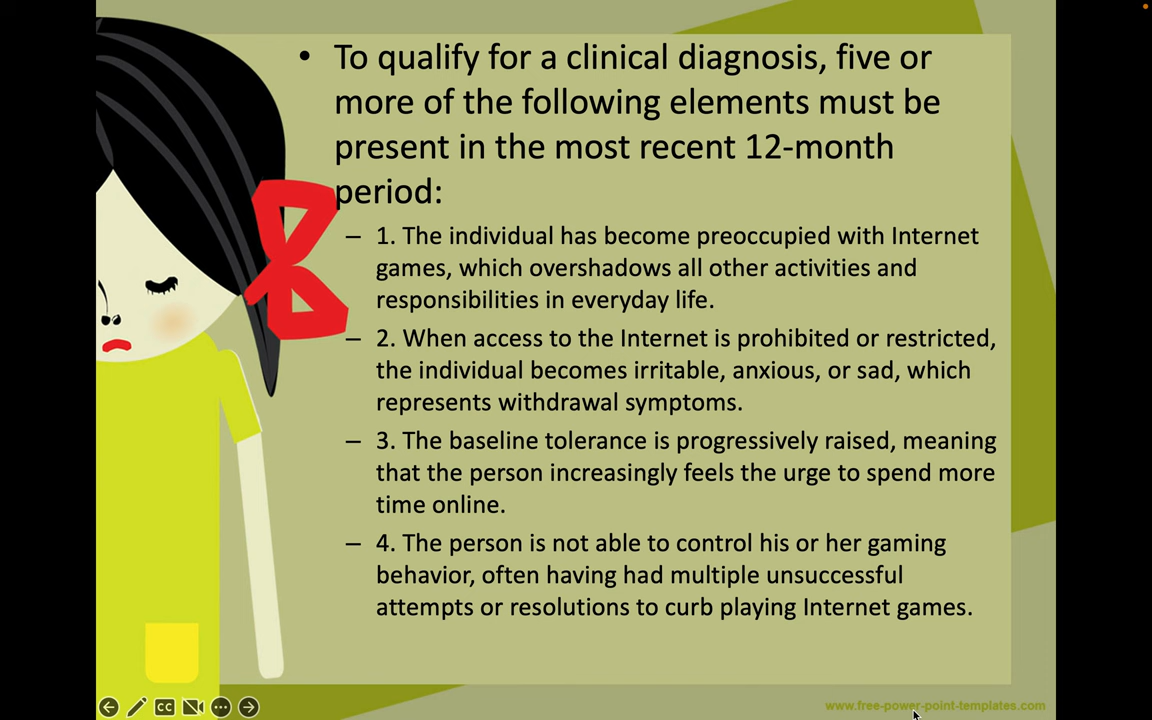 • To qualify for a clinical diagnosis, five or
more of the following elements must be
present in the most recent 12-month
period:
– 1. The individual has become preoccupied with Internet
games, which overshadows all other activities and
responsibilities in everyday life.
– 2. When access to the Internet is prohibited or restricted,
the individual becomes irritable, anxious, or sad, which
represents withdrawal symptoms.
– 3. The baseline tolerance is progressively raised, meaning
that the person increasingly feels the urge to spend more
time online.
– 4. The person is not able to control his or her gaming
behavior, often having had multiple unsuccessful
attempts or resolutions to curb playing Internet games.
CC
www.free-power-point-templates.com